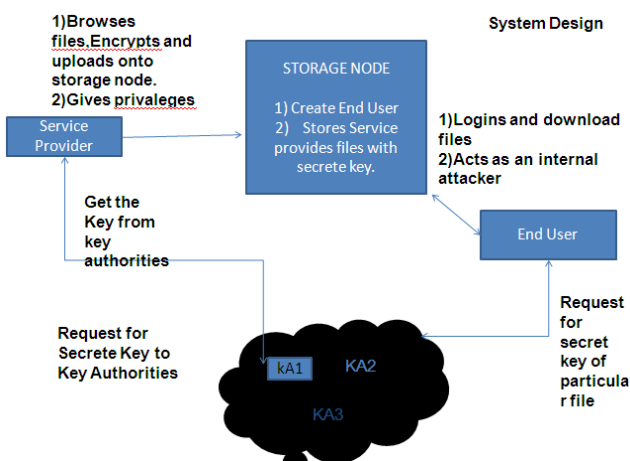 System Design
1)Browses
files,Encrypts and
uploads onto
storage node.
2)Gives privaleges
Service
Provider
STORAGE NODE
1) Create End User
2) Stores Service
provides files with
secrete key.
1)Logins and download
files
2)Acts as an internal
attacker
End User
Get the
Key from
key
authorities
Request for
Secrete Key to
Key Authorities
kA1
KA2
KA3
Request
for
secret
key of
particula
r file